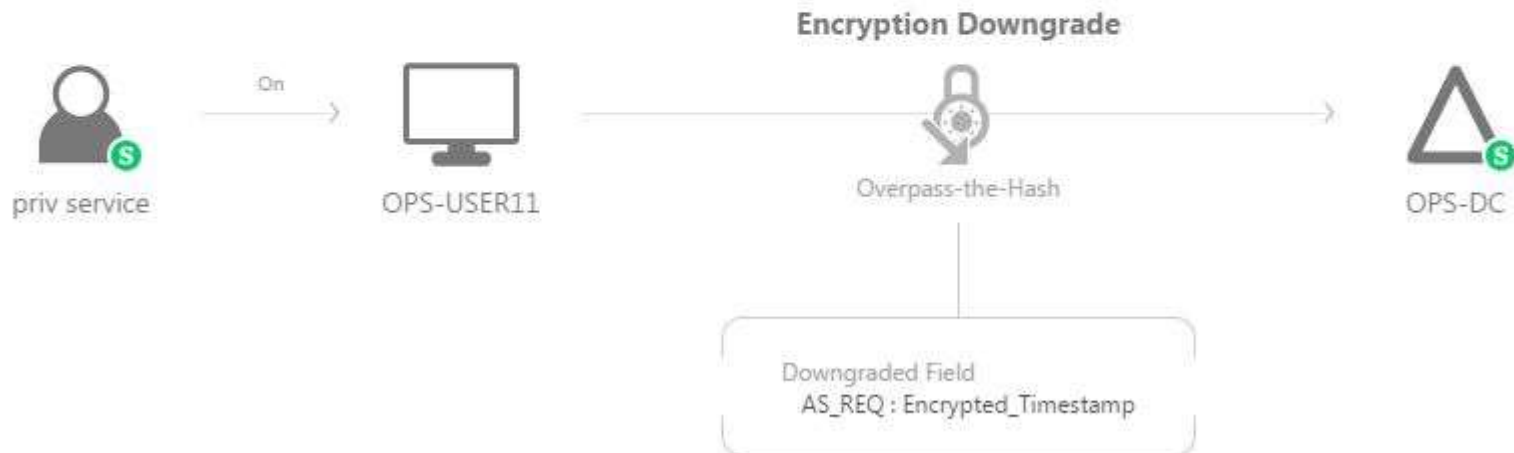 Encryption Downgrade
On
S
S
priv service
OPS-USER11
Overpass-the-Hash
OPS-DC
Downgraded Field
AS_REQ : Encrypted_Timestamp